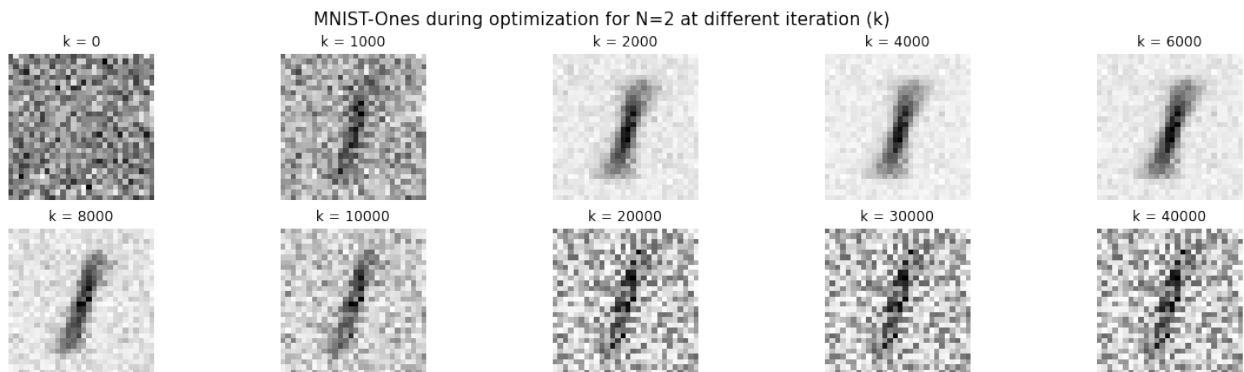 MNIST-Ones during optimization for N=2 at different iteration (k)
k = 0
k = 1000
k = 2000
k = 4000
k = 6000
k = 8000
k = 10000
k = 20000
k = 30000
k = 40000